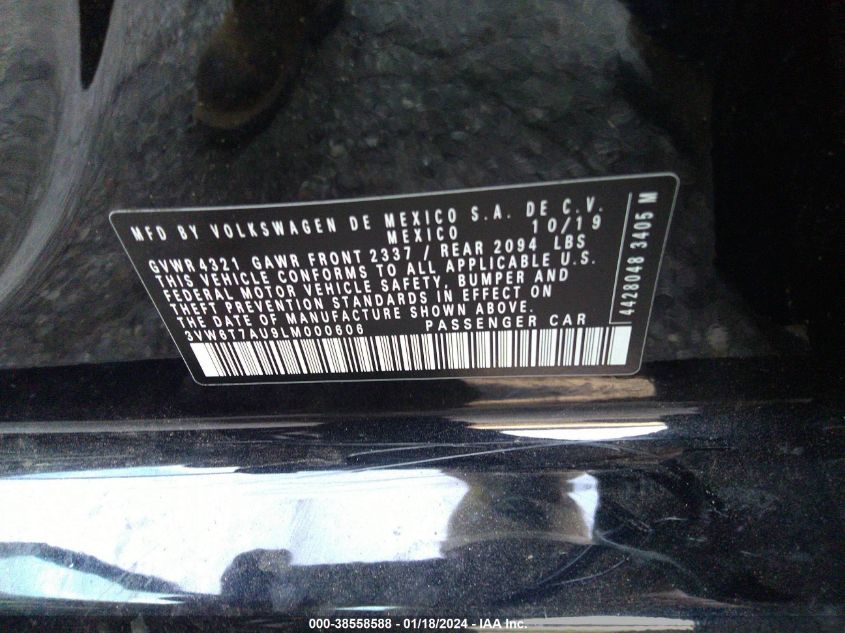 MFD BY VOLKSWAGEN DE MEXICO S.A. DE C.V.
MEXICO 10/19
GVWR4321 GAWR FRONT 2337 / REAR 2094 LBS
THIS VEHICLE CONFORMS TO ALL APPLICABLE U.S.
FEDERAL MOTOR VEHICLE SAFETY, BUMPER AND
THEFT PREVENTION STANDARDS IN EFFECT ON
THE DATE OF MANUFACTURE SHOWN ABOVE.
3VW6T7AU9LM000606 PASSENGER CAR
4428048 3405 M
000-38558588 - 01/18/2024 - IAA Inc.